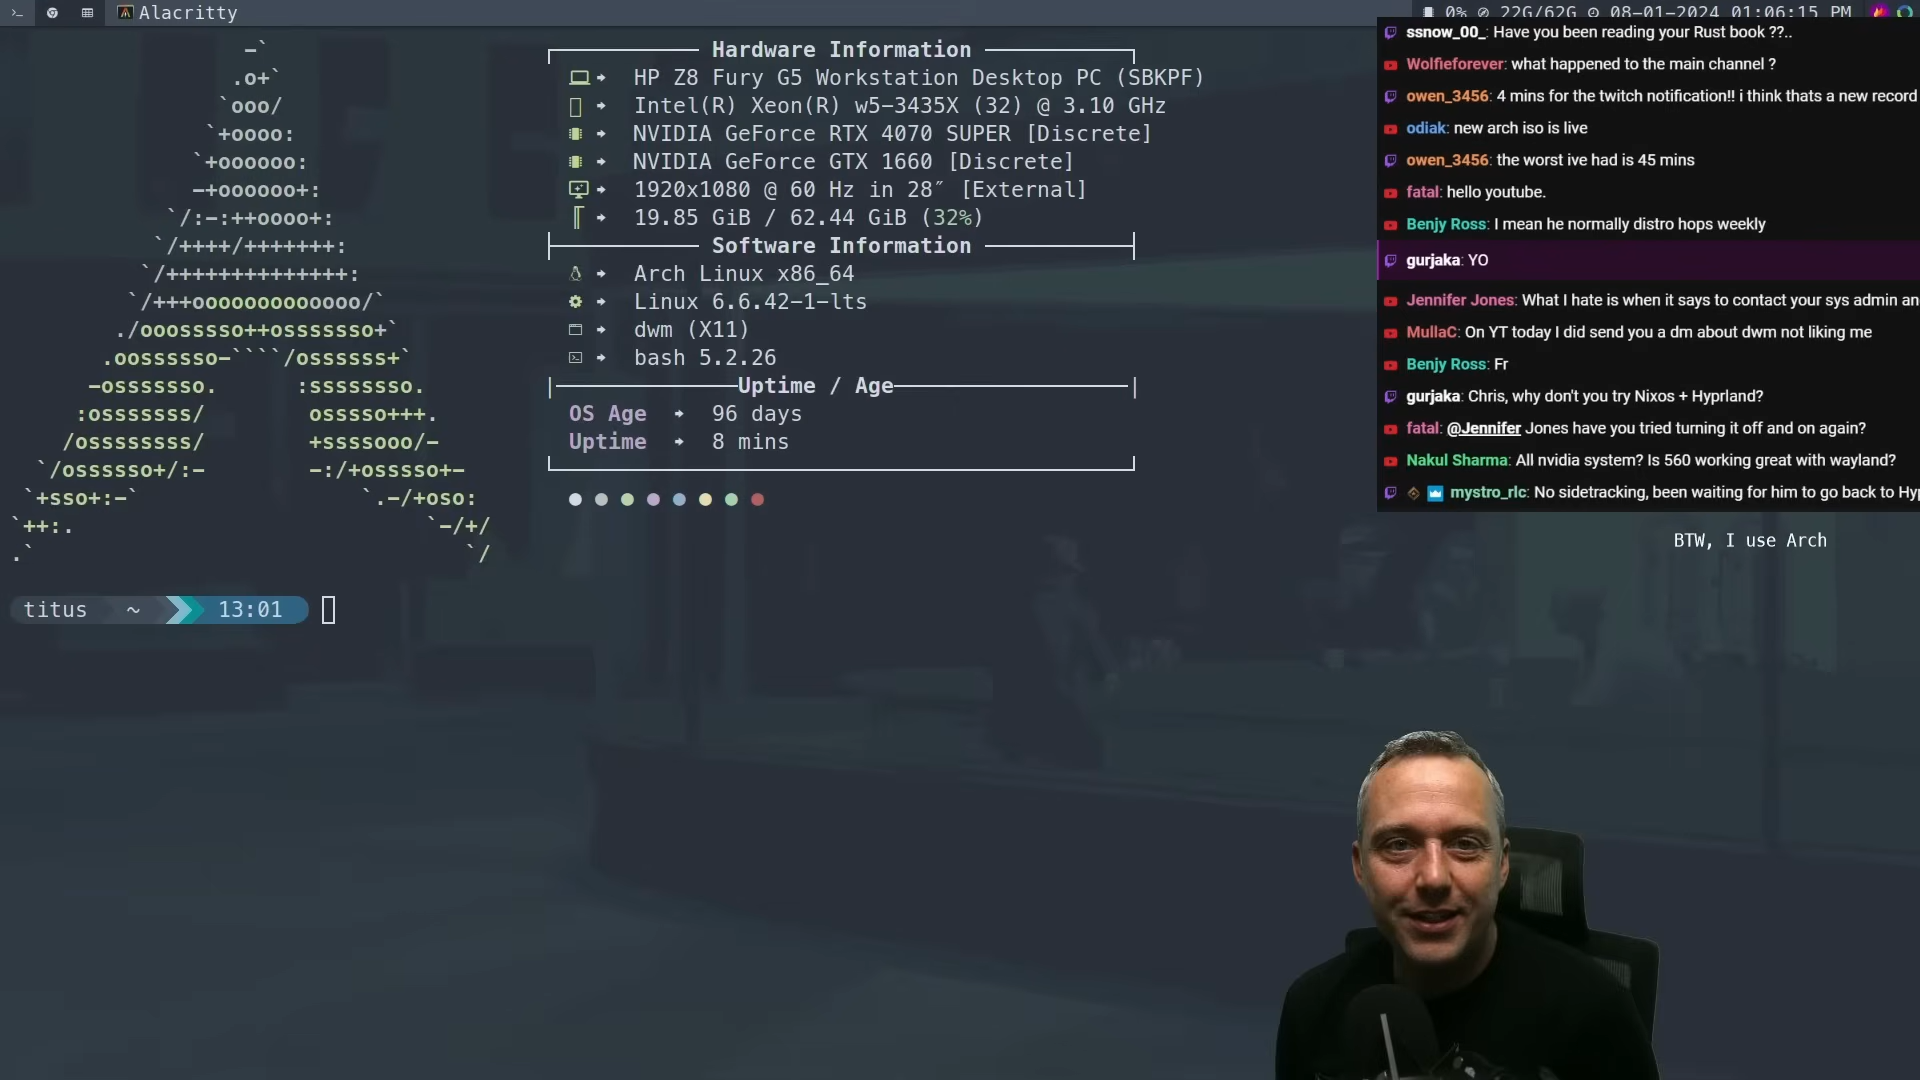 Alacritty
0% 22G/62G 08-01-2024 01:06:15 PM
Hardware Information
HP Z8 Fury G5 Workstation Desktop PC (SBKPF)
Intel(R) Xeon(R) w5-3435X (32) @ 3.10 GHz
NVIDIA GeForce RTX 4070 SUPER [Discrete]
NVIDIA GeForce GTX 1660 [Discrete]
1920x1080 @ 60 Hz in 28″ [External]
19.85 GiB / 62.44 GiB (32%)
Software Information
Arch Linux x86_64
Linux 6.6.42-1-lts
dwm (X11)
bash 5.2.26
Uptime / Age
OS Age 96 days
Uptime 8 mins
titus ~ 13:01
ssnow_00_: Have you been reading your Rust book ??..
Wolfieforever: what happened to the main channel ?
owen_3456: 4 mins for the twitch notification!! i think thats a new record
odiak: new arch iso is live
owen_3456: the worst ive had is 45 mins
fatal: hello youtube.
Benjy Ross: I mean he normally distro hops weekly
gurjaka: YO
Jennifer Jones: What I hate is when it says to contact your sys admin an
MullaC: On YT today I did send you a dm about dwm not liking me
Benjy Ross: Fr
gurjaka: Chris, why don't you try Nixos + Hyprland?
fatal: @Jennifer Jones have you tried turning it off and on again?
Nakul Sharma: All nvidia system? Is 560 working great with wayland?
mystro_rlc: No sidetracking, been waiting for him to go back to Hy
BTW, I use Arch